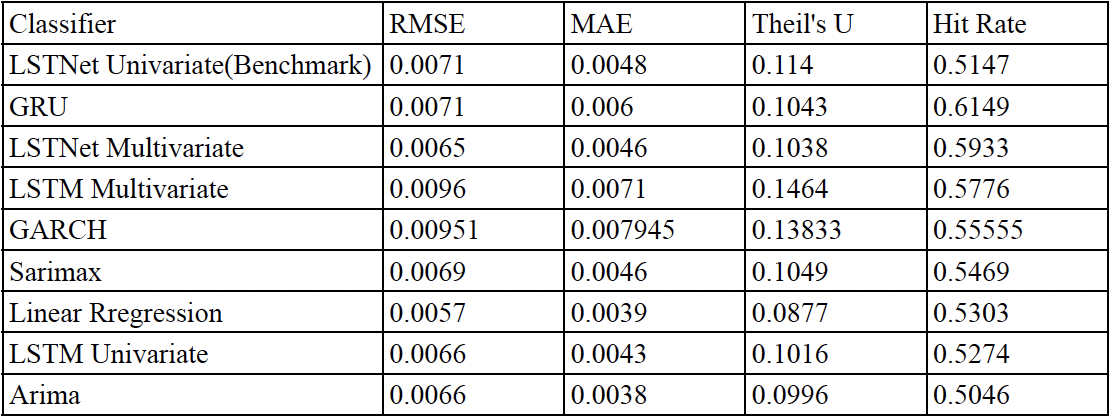 Classifier RMSE MAE Theil's U Hit Rate
LSTNet Univariate(Benchmark) 0.0071 0.0048 0.114 0.5147
GRU 0.0071 0.006 0.1043 0.6149
LSTNet Multivariate 0.0065 0.0046 0.1038 0.5933
LSTM Multivariate 0.0096 0.0071 0.1464 0.5776
GARCH 0.00951 0.007945 0.13833 0.55555
Sarimax 0.0069 0.0046 0.1049 0.5469
Linear Rregression 0.0057 0.0039 0.0877 0.5303
LSTM Univariate 0.0066 0.0043 0.1016 0.5274
Arima 0.0066 0.0038 0.0996 0.5046